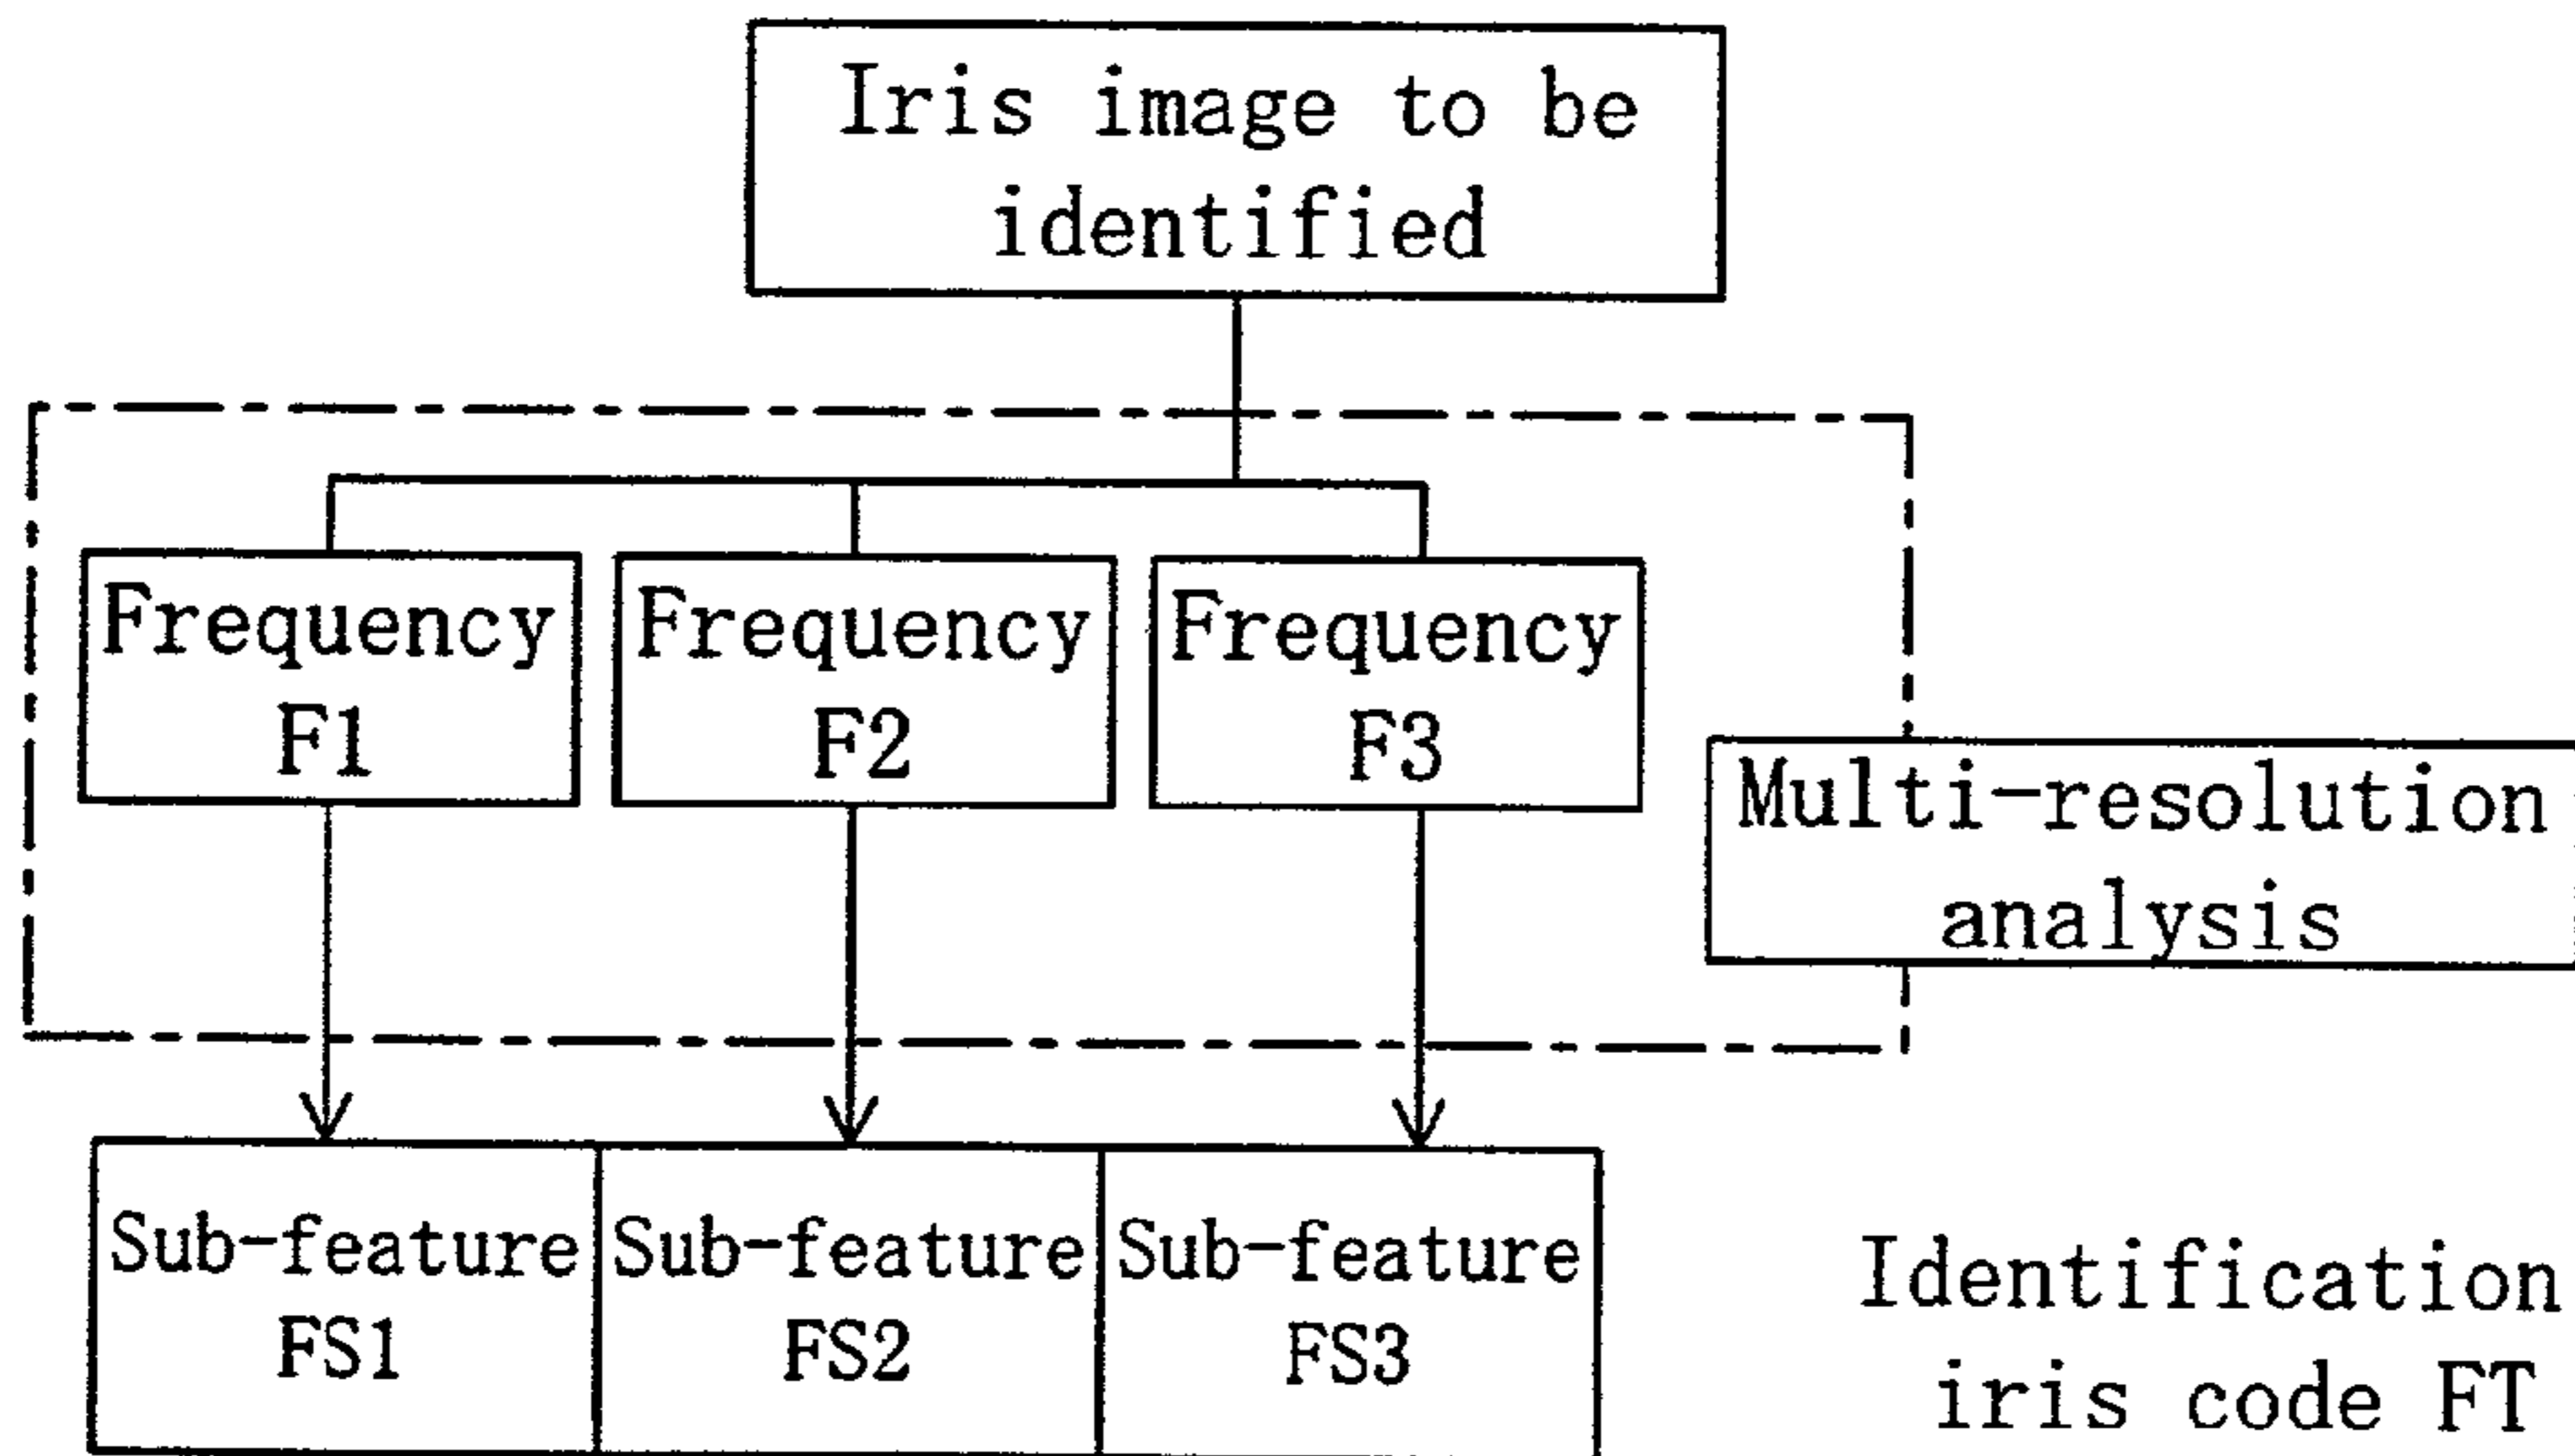 Iris image to be
identified
Frequency
F1
Frequency
F2
Frequency
F3
Multi-resolution
analysis
Sub-feature
FS1
Sub-feature
FS2
Sub-feature
FS3
Identification
iris code FT